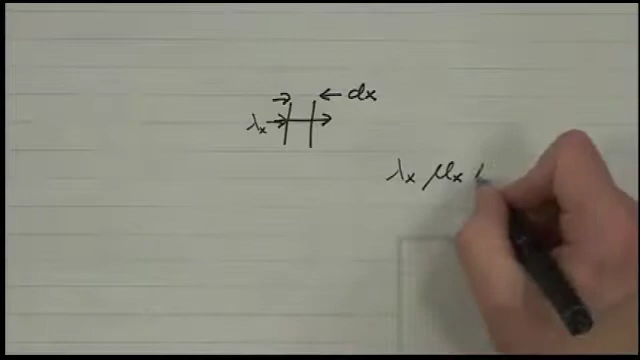 → ← dx
λₓ →
λₓ μₓ